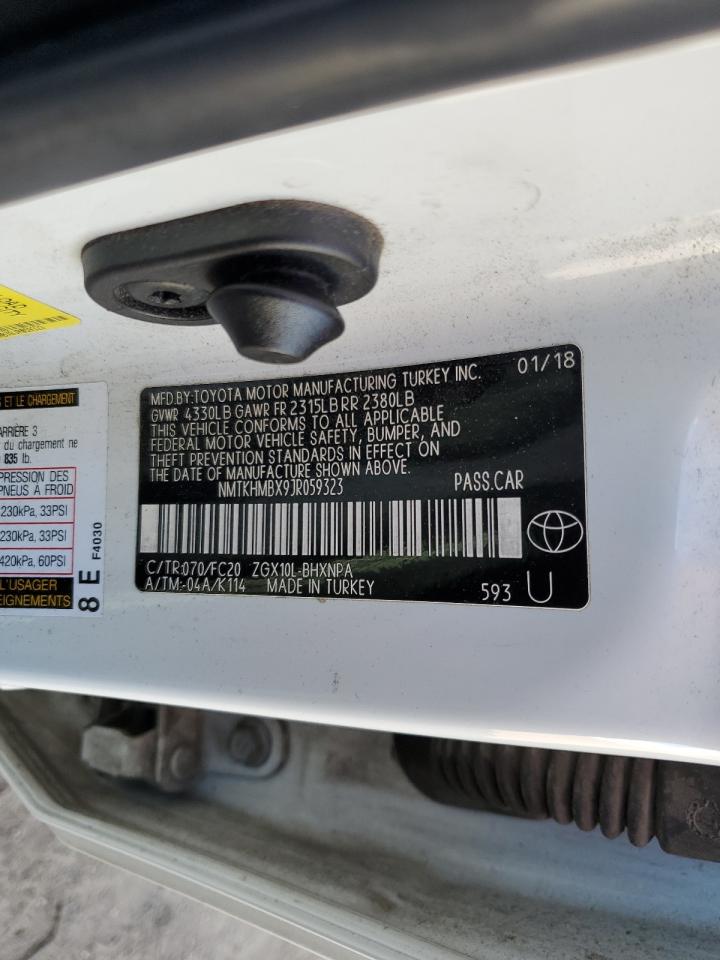 S ET LE CHARGEMENT
ARRIÈRE 3
r du chargement ne
835 lb.
PRESSION DES
PNEUS A FROID
230kPa, 33PSI
230kPa, 33PSI
420kPa, 60PSI
L'USAGER
EIGNEMENTS
8 E F4030
01/18
MFD.BY:TOYOTA MOTOR MANUFACTURING TURKEY INC.
GVWR 4330LB GAWR FR 2315LB RR 2380LB
THIS VEHICLE CONFORMS TO ALL APPLICABLE
FEDERAL MOTOR VEHICLE SAFETY, BUMPER, AND
THEFT PREVENTION STANDARDS IN EFFECT ON
THE DATE OF MANUFACTURE SHOWN ABOVE.
NMTKHMBX9JR059323 PASS.CAR
C/TR:070/FC20 ZGX10L-BHXNPA
A/TM:-04A/K114 MADE IN TURKEY 593 U